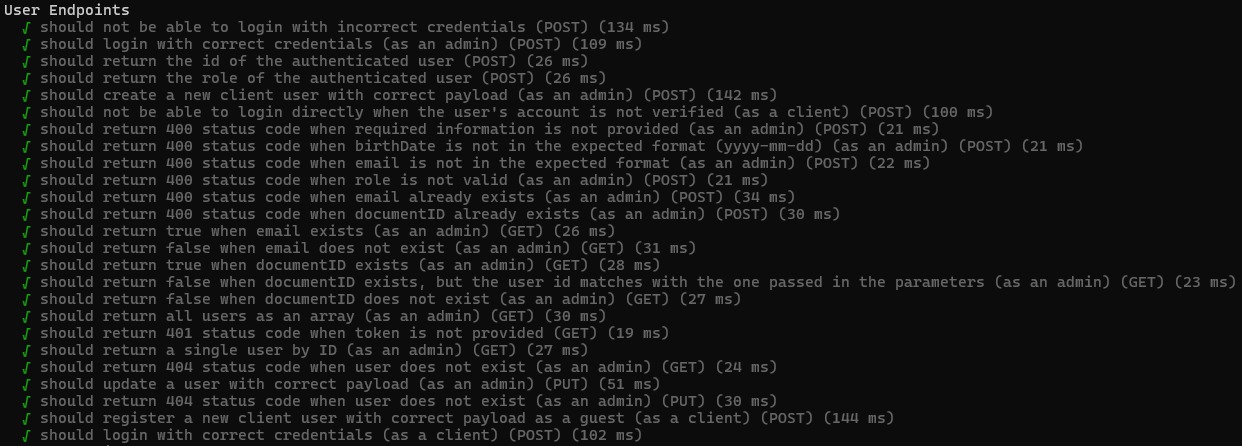 User Endpoints
√ should not be able to login with incorrect credentials (POST) (134 ms)
√ should login with correct credentials (as an admin) (POST) (109 ms)
√ should return the id of the authenticated user (POST) (26 ms)
√ should return the role of the authenticated user (POST) (26 ms)
√ should create a new client user with correct payload (as an admin) (POST) (142 ms)
√ should not be able to login directly when the user's account is not verified (as a client) (POST) (100 ms)
√ should return 400 status code when required information is not provided (as an admin) (POST) (21 ms)
√ should return 400 status code when birthDate is not in the expected format (yyyy-mm-dd) (as an admin) (POST) (21 ms)
√ should return 400 status code when email is not in the expected format (as an admin) (POST) (22 ms)
√ should return 400 status code when role is not valid (as an admin) (POST) (21 ms)
√ should return 400 status code when email already exists (as an admin) (POST) (34 ms)
√ should return 400 status code when documentID already exists (as an admin) (POST) (30 ms)
√ should return true when email exists (as an admin) (GET) (26 ms)
√ should return false when email does not exist (as an admin) (GET) (31 ms)
√ should return true when documentID exists (as an admin) (GET) (28 ms)
√ should return false when documentID exists, but the user id matches with the one passed in the parameters (as an admin) (GET) (23 ms)
√ should return false when documentID does not exist (as an admin) (GET) (27 ms)
√ should return all users as an array (as an admin) (GET) (30 ms)
√ should return 401 status code when token is not provided (GET) (19 ms)
√ should return a single user by ID (as an admin) (GET) (27 ms)
√ should return 404 status code when user does not exist (as an admin) (GET) (24 ms)
√ should update a user with correct payload (as an admin) (PUT) (51 ms)
√ should return 404 status code when user does not exist (as an admin) (PUT) (30 ms)
√ should register a new client user with correct payload as a guest (as a client) (POST) (144 ms)
√ should login with correct credentials (as a client) (POST) (102 ms)